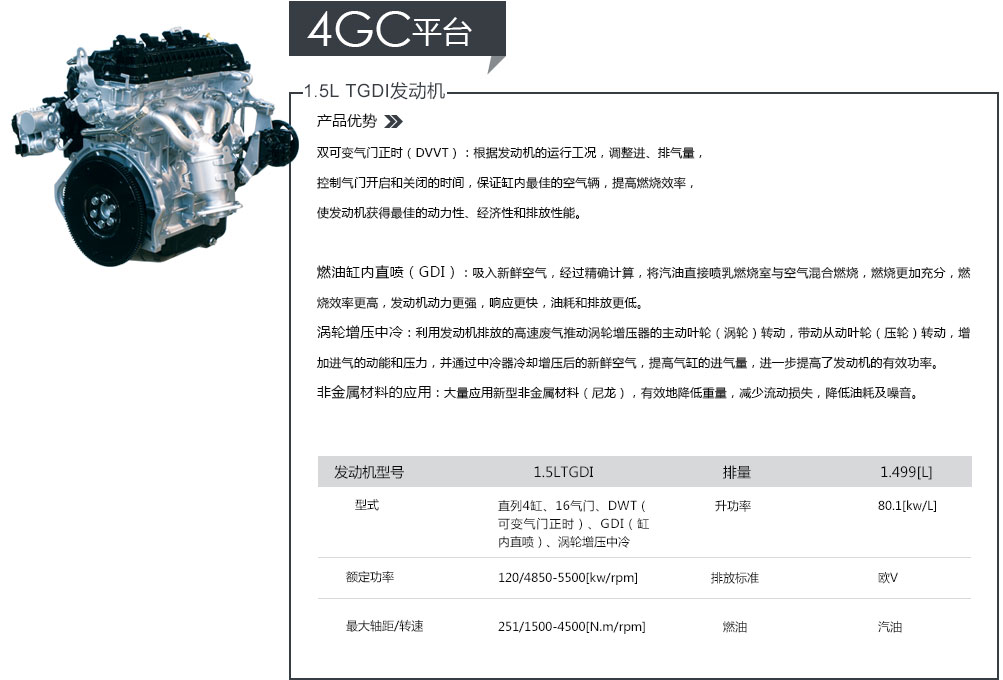 4GC平台
1.5L TGDI发动机
产品优势
双可变气门正时（DVVT）：根据发动机的运行工况，调整进、排气量，
控制气门开启和关闭的时间，保证缸内最佳的空气辆，提高燃烧效率，
使发动机获得最佳的动力性、经济性和排放性能。
燃油缸内直喷（GDI）：吸入新鲜空气，经过精确计算，将汽油直接喷乳燃烧室与空气混合燃烧，燃烧更加充分，燃
烧效率更高，发动机动力更强，响应更快，油耗和排放更低。
涡轮增压中冷：利用发动机排放的高速废气推动涡轮增压器的主动叶轮（涡轮）转动，带动从动叶轮（压轮）转动，增
加进气的动能和压力，并通过中冷器冷却增压后的新鲜空气，提高气缸的进气量，进一步提高了发动机的有效功率。
非金属材料的应用：大量应用新型非金属材料（尼龙），有效地降低重量，减少流动损失，降低油耗及噪音。
发动机型号 1.5LTGDI 排量 1.499[L]
型式 直列4缸、16气门、DWT（ 升功率 80.1[kw/L]
可变气门正时）、GDI（缸
内直喷）、涡轮增压中冷
额定功率 120/4850-5500[kw/rpm] 排放标准 欧V
最大轴距/转速 251/1500-4500[N.m/rpm] 燃油 汽油